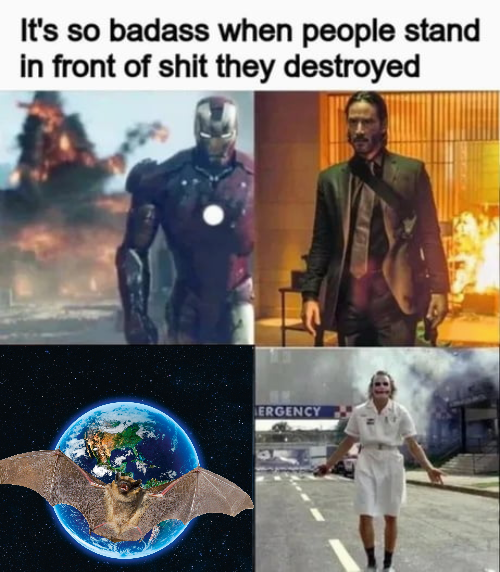 It's so badass when people stand
in front of shit they destroyed
ERGENCY